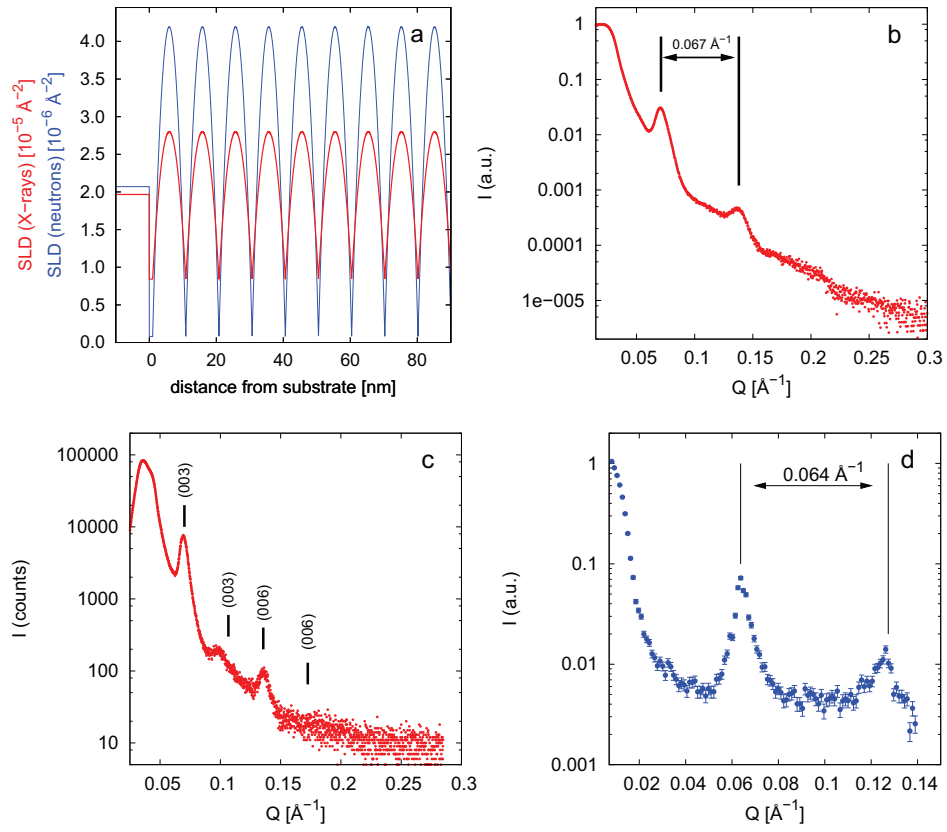 a
SLD (X-rays) [10⁻⁵ Å⁻²]
SLD (neutrons) [10⁻⁶ Å⁻²]
4.0
3.5
3.0
2.5
2.0
1.5
1.0
0.5
0.0
0 20 40 60 80
distance from substrate [nm]
b
0.067 Å⁻¹
I (a.u.)
1
0.1
0.01
0.001
0.0001
1e-005
0.05 0.1 0.15 0.2 0.25 0.3
Q [Å⁻¹]
c
(003)
(003)
(006)
(006)
I (counts)
100000
10000
1000
100
10
0.05 0.1 0.15 0.20 0.25 0.3
Q [Å⁻¹]
d
0.064 Å⁻¹
I (a.u.)
1
0.1
0.01
0.001
0.02 0.04 0.06 0.08 0.10 0.12 0.14
Q [Å⁻¹]